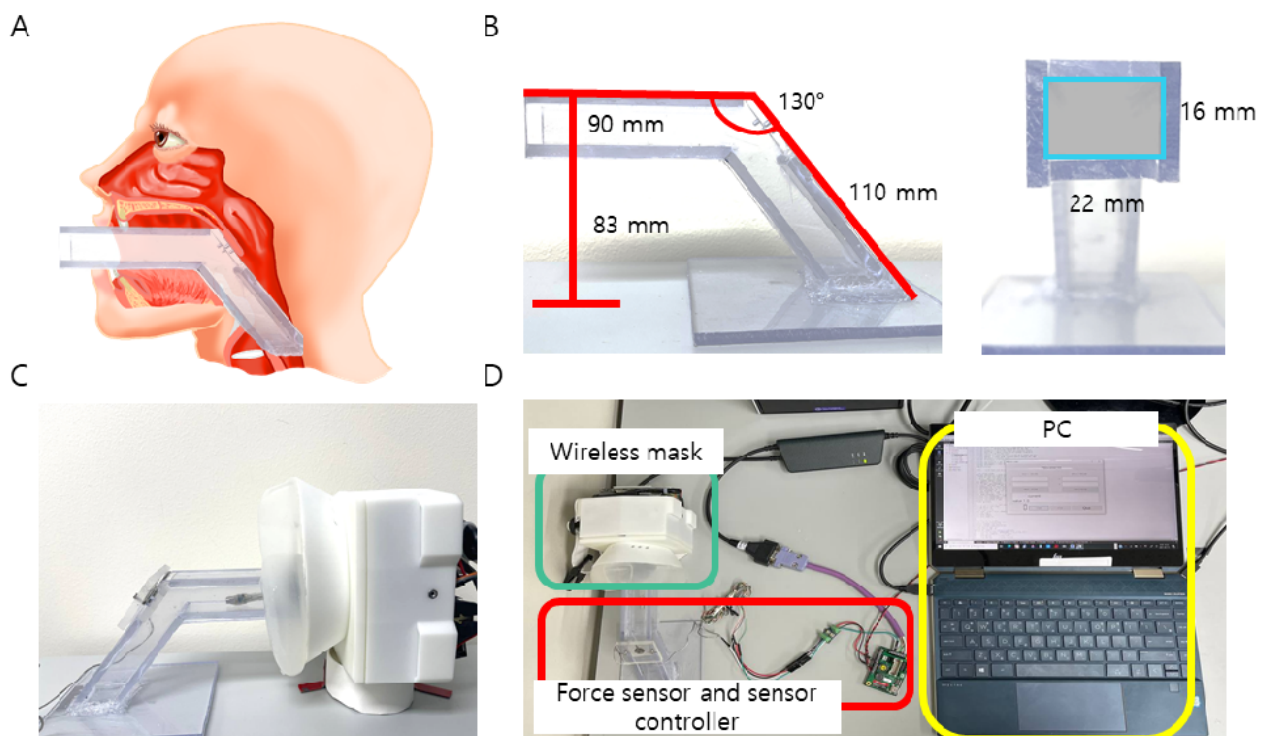 A
B
130°
90 mm
110 mm
83 mm
16 mm
22 mm
C
D
Wireless mask
PC
Force sensor and sensor
controller